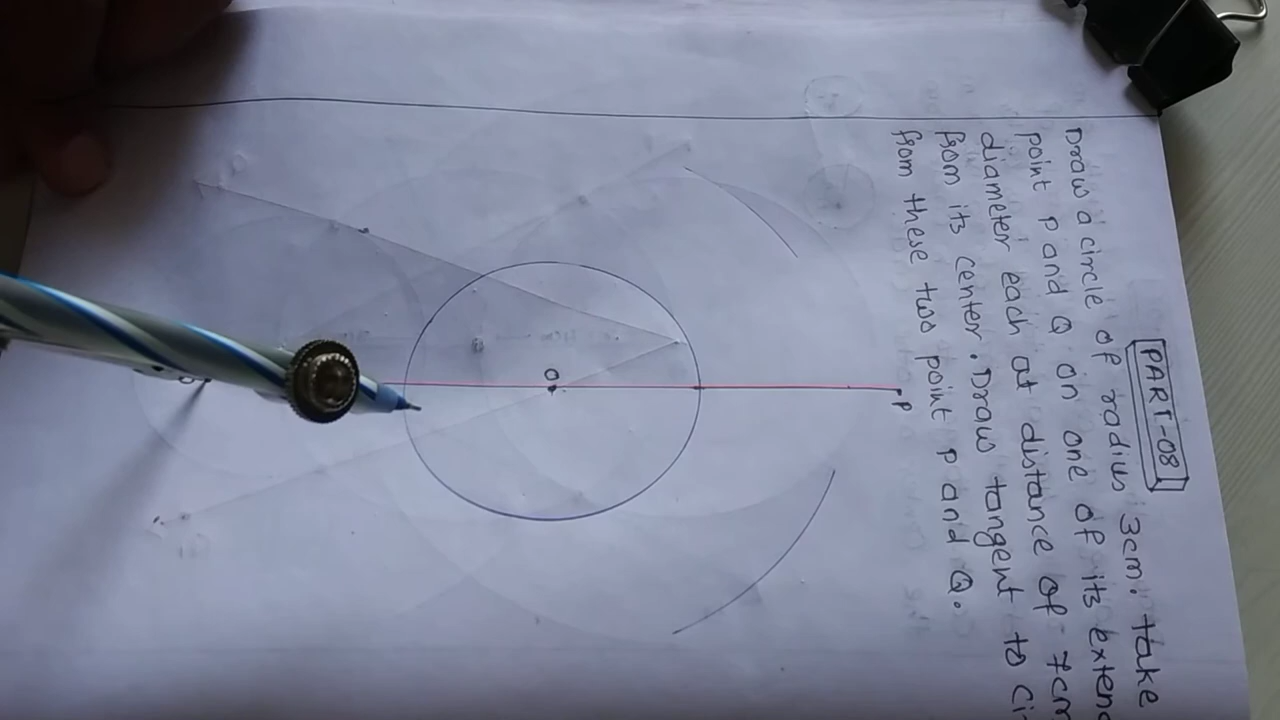 PART-08
Draw a circle of radius 3cm. take
point p and Q on one of its exten
diameter each at distance of 7cm
from its center. Draw tangent to ci
from these two point p and Q.
O
P